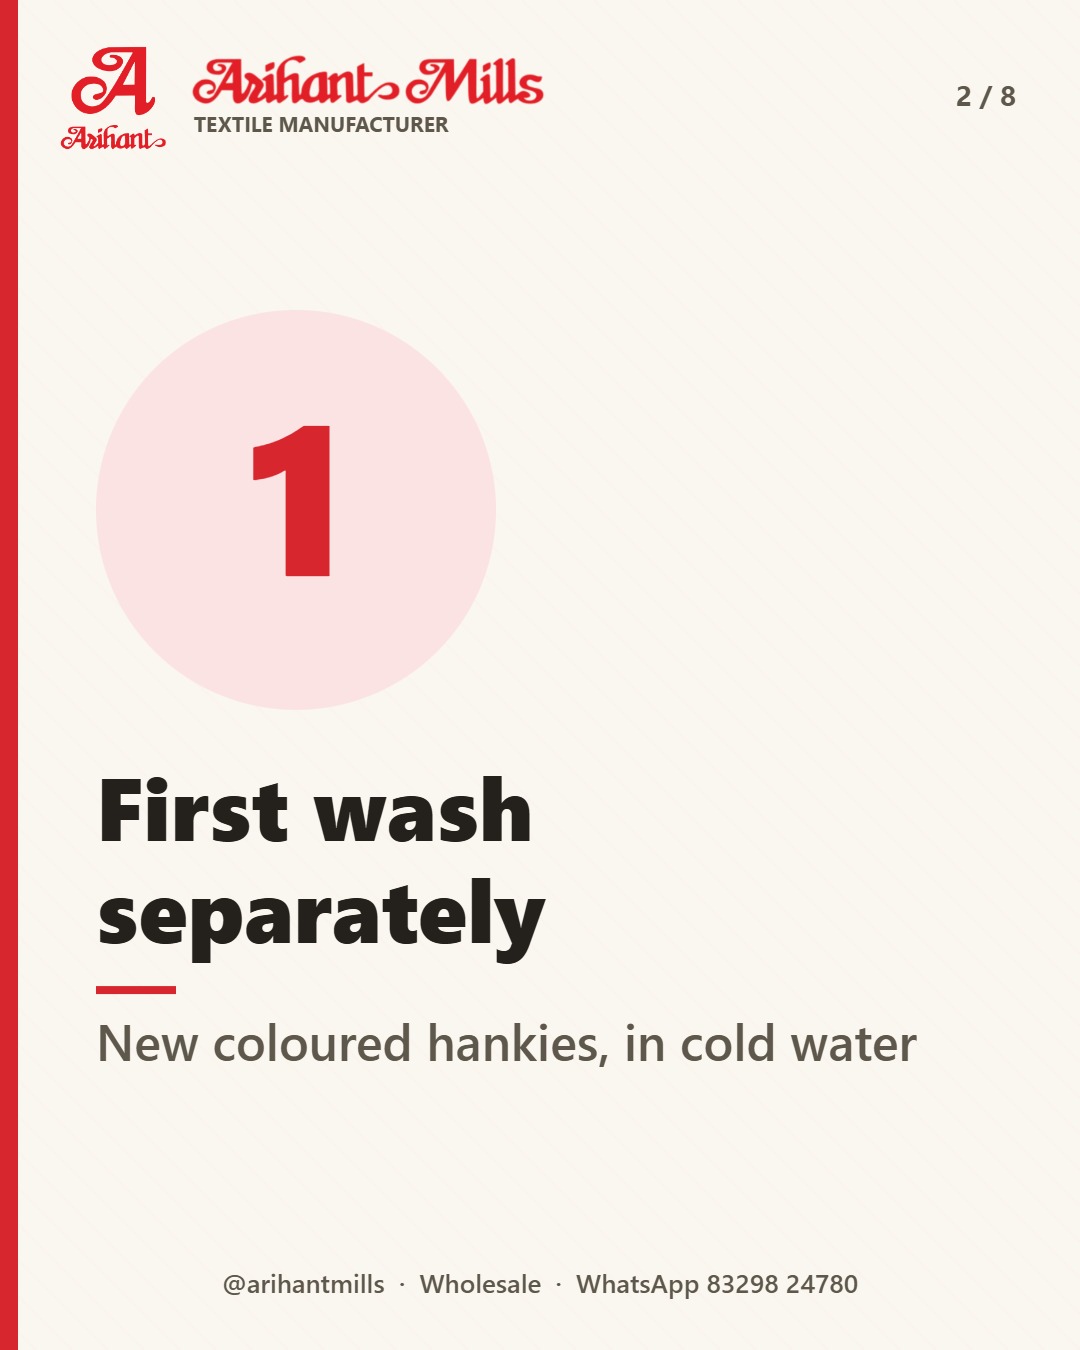 A
Arihant
Arihant Mills
TEXTILE MANUFACTURER
2 / 8
1
First wash
separately
New coloured hankies, in cold water
@arihantmills · Wholesale · WhatsApp 83298 24780